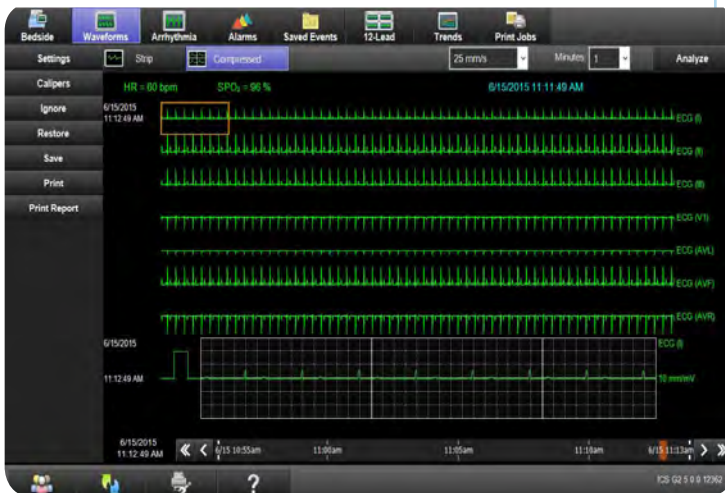 Bedside Waveforms Arrhythmia Alarms Saved Events 12-Lead Trends Print Jobs
Settings Strip Compressed 25 mm/s Minutes 1 Analyze
Calipers
HR = 60 bpm SPO₂ = 96 % 6/15/2015 11:11:49 AM
Ignore
6/15/2015
11:12:49 AM
ECG (I)
Restore
ECG (II)
Save
Print
ECG (III)
Print Report
ECG (V1)
ECG (AVL)
ECG (AVF)
ECG (AVR)
6/15/2015 ECG (I)
11:12:49 AM 10 mm/mV
6/15/2015
11:12:49 AM
6/15 10:55am 11:00am 11:05am 11:10am 6/15 11:13am
ICS G2